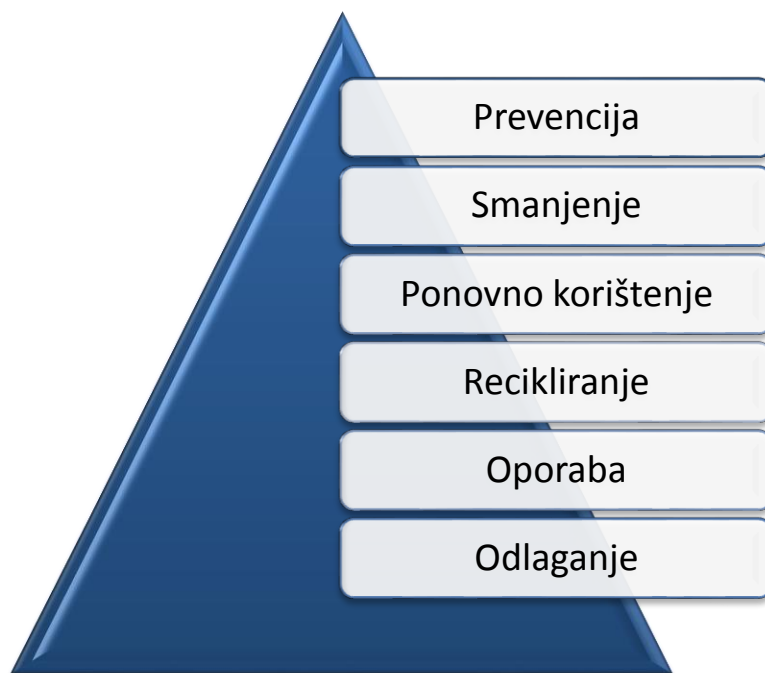 Prevencija
Smanjenje
Ponovno korištenje
Recikliranje
Oporaba
Odlaganje